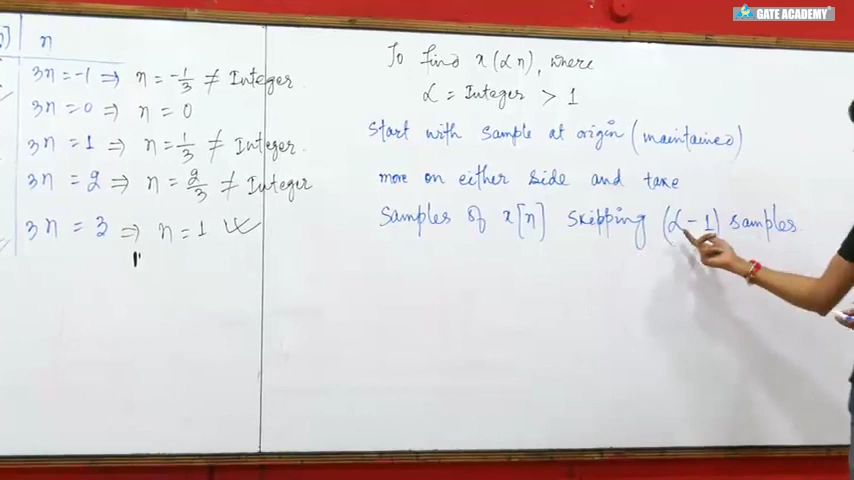 GATE ACADEMY
n] n
3n = -1 ⇒ n = -1/3 ≠ Integer
3n = 0 ⇒ n = 0
3n = 1 ⇒ n = 1/3 ≠ Integer.
3n = 2 ⇒ n = 2/3 ≠ Integer
3n = 3 ⇒ n = 1
To find x(αn), where
α = Integer > 1
Start with sample at origin (maintained)
move on either side and take
Samples of x[n] skipping (α-1) samples.